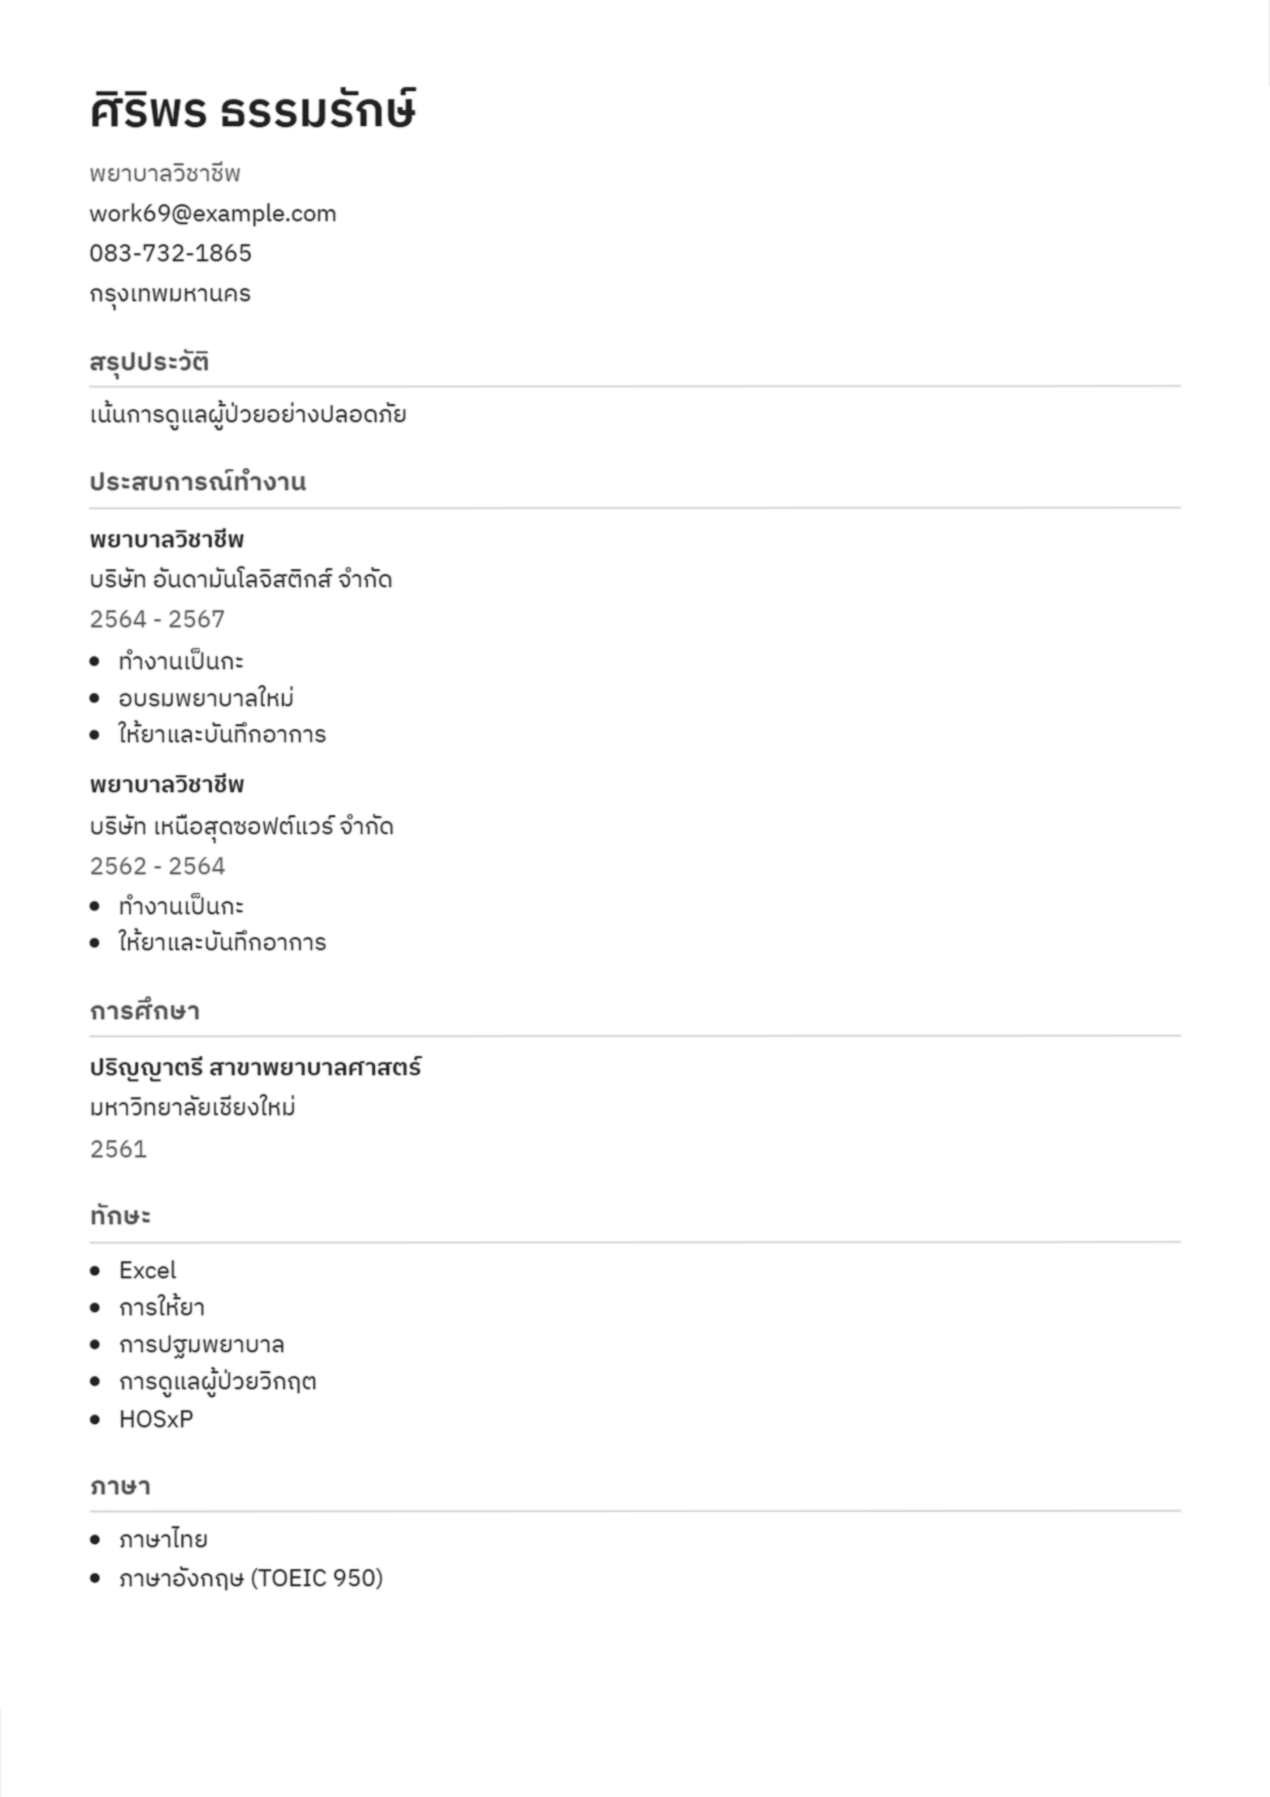 ศิริพร ธรรมรักษ์
พยาบาลวิชาชีพ
work69@example.com
083-732-1865
กรุงเทพมหานคร
สรุปประวัติ
เน้นการดูแลผู้ป่วยอย่างปลอดภัย
ประสบการณ์ทำงาน
พยาบาลวิชาชีพ
บริษัท อันดามันโลจิสติกส์ จำกัด
2564 - 2567
• ทำงานเป็นกะ
• อบรมพยาบาลใหม่
• ให้ยาและบันทึกอาการ
พยาบาลวิชาชีพ
บริษัท เหนือสุดซอฟต์แวร์ จำกัด
2562 - 2564
• ทำงานเป็นกะ
• ให้ยาและบันทึกอาการ
การศึกษา
ปริญญาตรี สาขาพยาบาลศาสตร์
มหาวิทยาลัยเชียงใหม่
2561
ทักษะ
• Excel
• การให้ยา
• การปฐมพยาบาล
• การดูแลผู้ป่วยวิกฤต
• HOSxP
ภาษา
• ภาษาไทย
• ภาษาอังกฤษ (TOEIC 950)